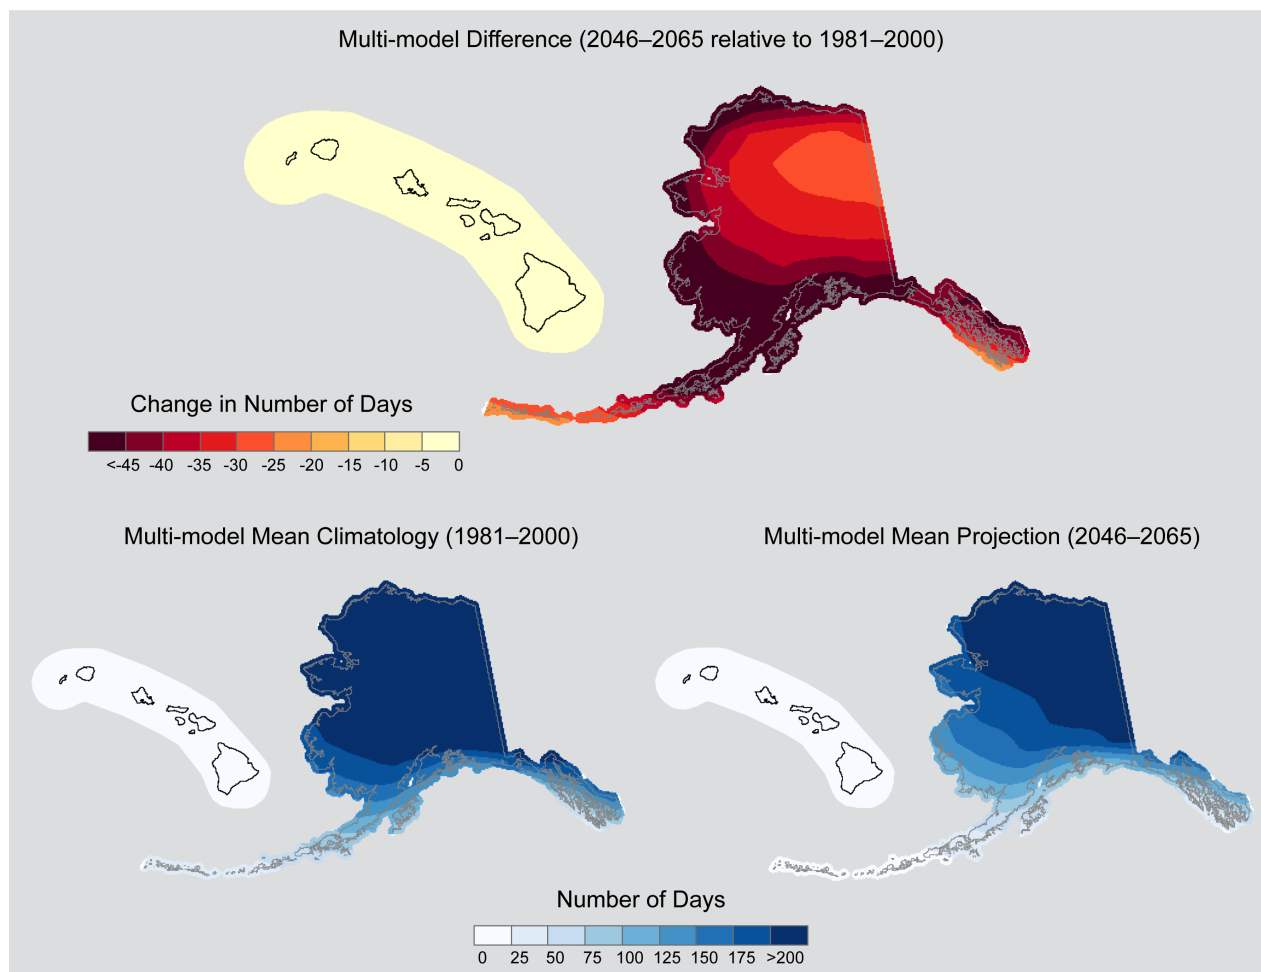 Multi-model Difference (2046–2065 relative to 1981–2000)
Change in Number of Days
<-45 -40 -35 -30 -25 -20 -15 -10 -5 0
Multi-model Mean Climatology (1981–2000)
Multi-model Mean Projection (2046–2065)
Number of Days
0 25 50 75 100 125 150 175 >200